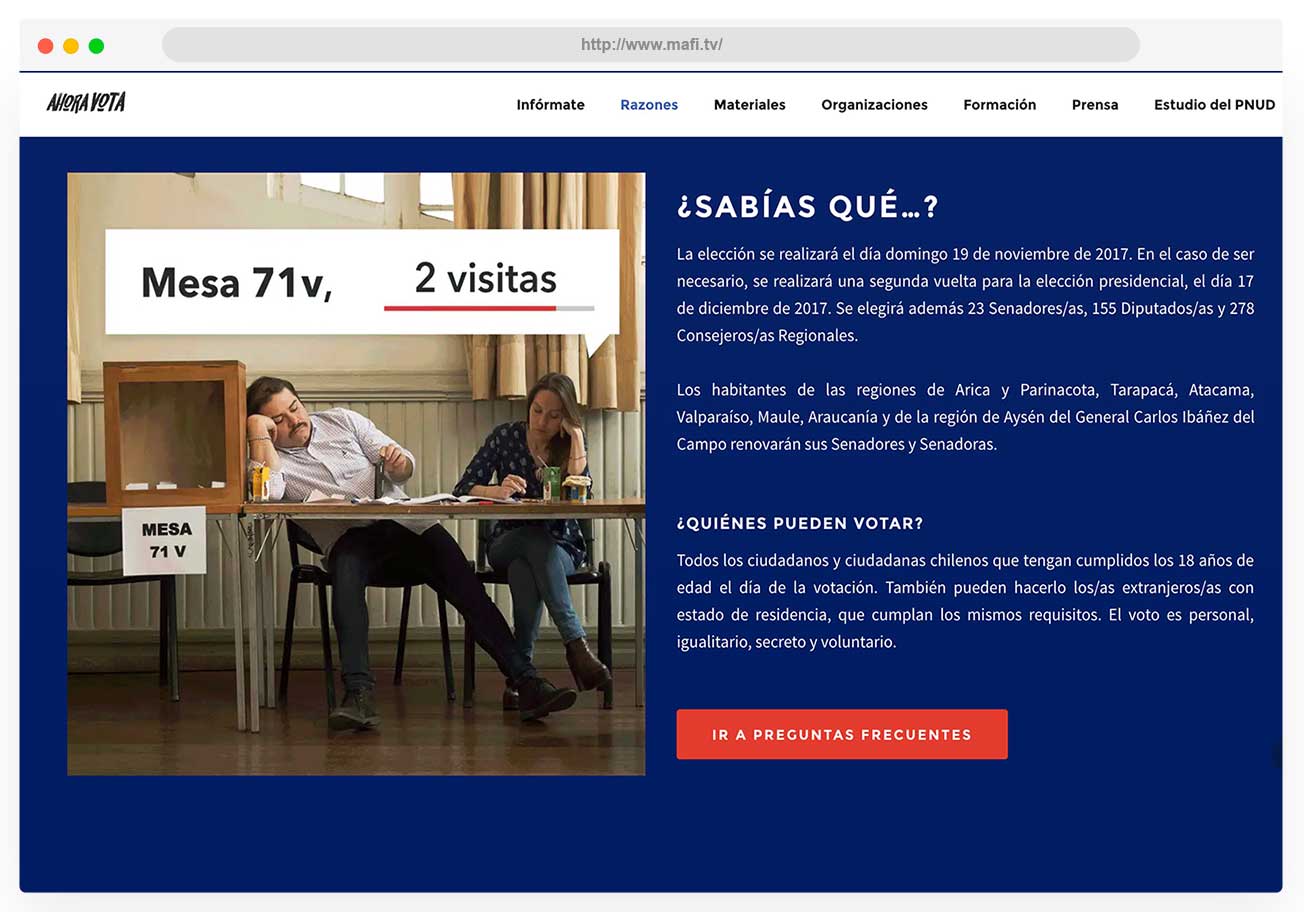 http://www.mafi.tv/
AHORA VOTA
Infórmate Razones Materiales Organizaciones Formación Prensa Estudio del PNUD
Mesa 71v, 2 visitas
MESA
71 V
¿SABÍAS QUÉ…?
La elección se realizará el día domingo 19 de noviembre de 2017. En el caso de ser
necesario, se realizará una segunda vuelta para la elección presidencial, el día 17
de diciembre de 2017. Se elegirá además 23 Senadores/as, 155 Diputados/as y 278
Consejeros/as Regionales.
Los habitantes de las regiones de Arica y Parinacota, Tarapacá, Atacama,
Valparaíso, Maule, Araucanía y de la región de Aysén del General Carlos Ibáñez del
Campo renovarán sus Senadores y Senadoras.
¿QUIÉNES PUEDEN VOTAR?
Todos los ciudadanos y ciudadanas chilenos que tengan cumplidos los 18 años de
edad el día de la votación. También pueden hacerlo los/as extranjeros/as con
estado de residencia, que cumplan los mismos requisitos. El voto es personal,
igualitario, secreto y voluntario.
IR A PREGUNTAS FRECUENTES